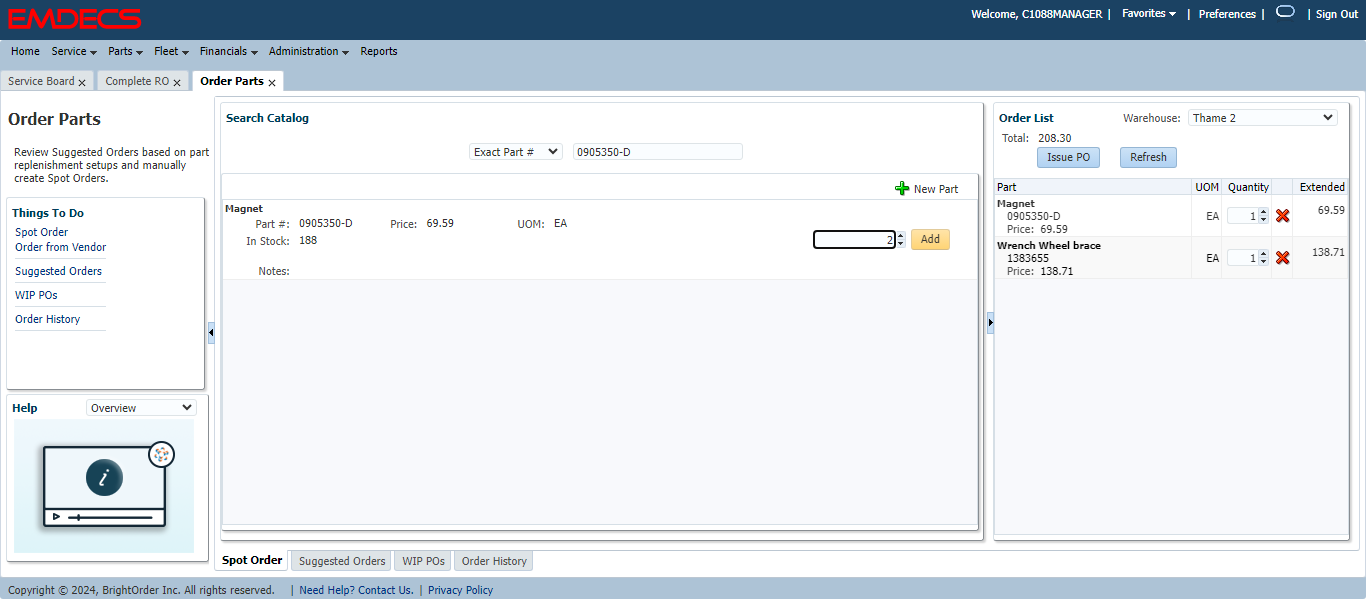 EMDECS
Welcome, C1088MANAGER | Favorites | Preferences | | Sign Out
Home Service Parts Fleet Financials Administration Reports
Service Board x Complete RO x Order Parts x
Order Parts
Review Suggested Orders based on part
replenishment setups and manually
create Spot Orders.
Things To Do
Spot Order
Order from Vendor
Suggested Orders
WIP POs
Order History
Help Overview
i
Search Catalog
Exact Part # 0905350-D
New Part
Magnet
Part #: 0905350-D Price: 69.59 UOM: EA
In Stock: 188
2 Add
Notes:
Order List Warehouse: Thame 2
Total: 208.30
Issue PO Refresh
Part UOM Quantity Extended
Magnet
0905350-D EA 1 69.59
Price: 69.59
Wrench Wheel brace
1383655 EA 1 138.71
Price: 138.71
Spot Order Suggested Orders WIP POs Order History
Copyright © 2024, BrightOrder Inc. All rights reserved. | Need Help? Contact Us. | Privacy Policy